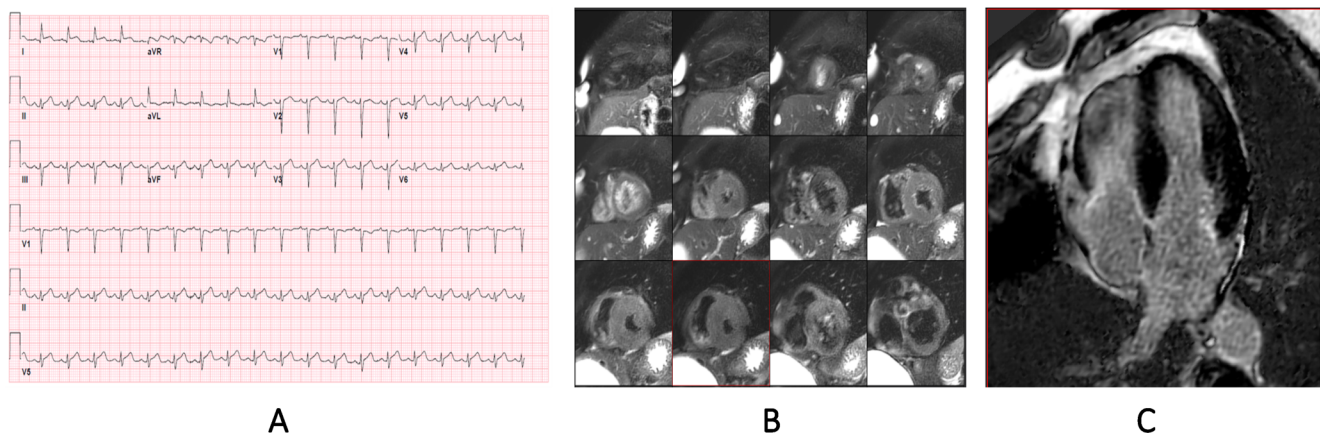 I aVR V1 V4
II aVL V2 V5
III aVF V3 V6
V1
II
V5
A B C